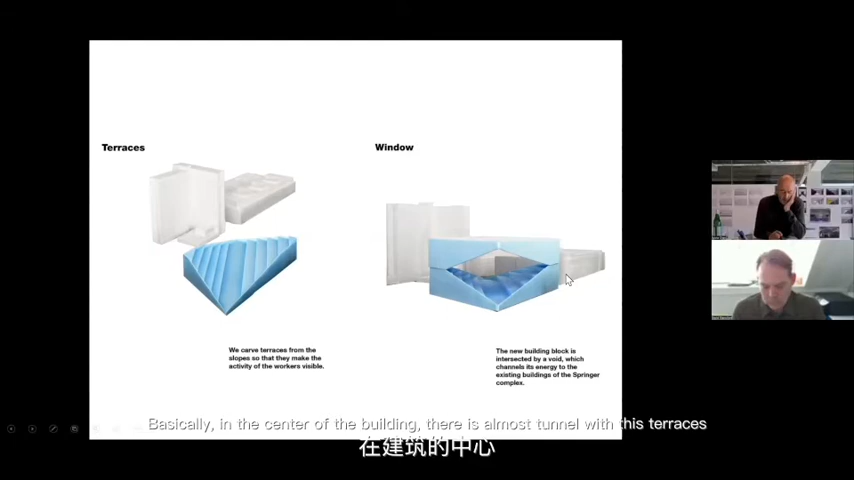 Terraces
Window
We carve terraces from the
slopes so that they make the
activity of the workers visible.
The new building block is
intersected by a void, which
channels its energy to the
existing buildings of the Springer
complex.
Basically, in the center of the building, there is almost tunnel with this terraces
在建筑的中心